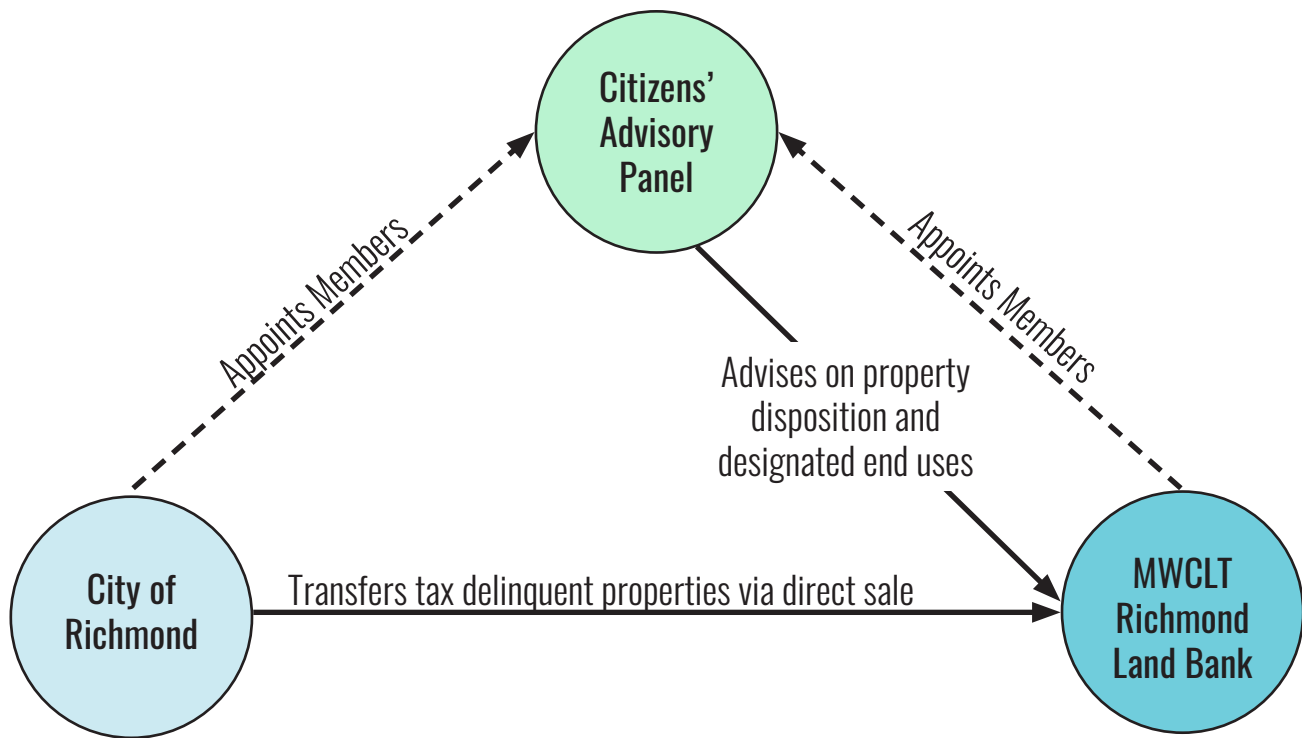 Citizens’
Advisory
Panel
Appoints Members
Appoints Members
Advises on property
disposition and
designated end uses
City of
Richmond
Transfers tax delinquent properties via direct sale
MWCLT
Richmond
Land Bank